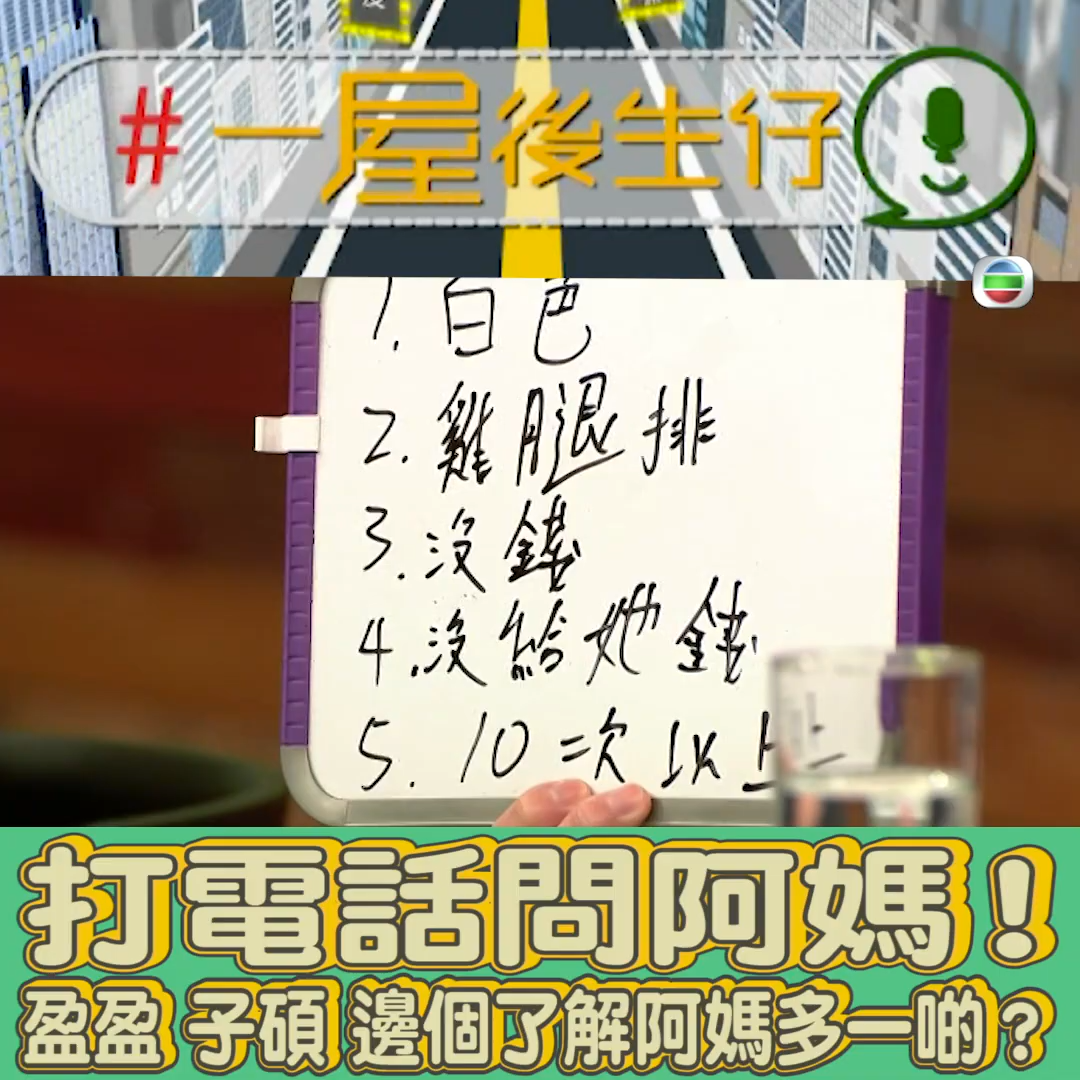 #一屋後生仔
1. 白色
2. 雞腿排
3. 沒錢
4. 沒給她錢
5. 10次以上
打電話問阿媽！
盈盈 子碩 邊個了解阿媽多一啲？